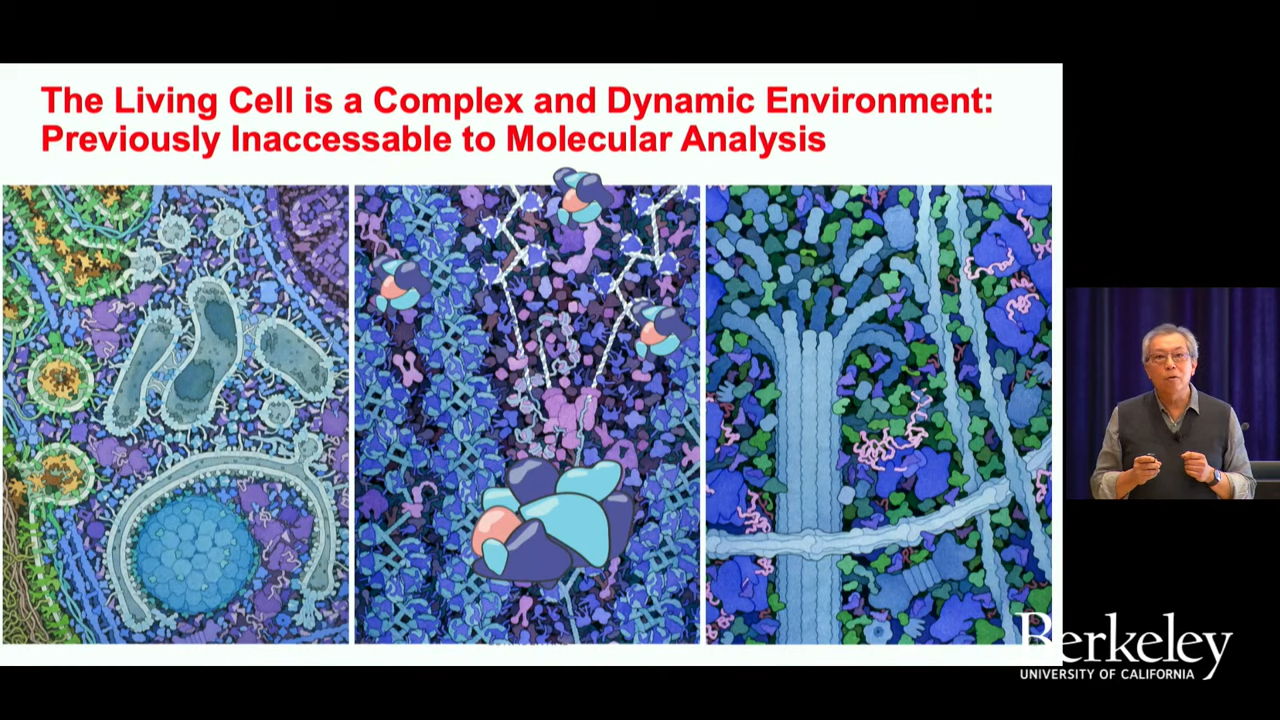 The Living Cell is a Complex and Dynamic Environment:
Previously Inaccessable to Molecular Analysis
Berkeley
UNIVERSITY OF CALIFORNIA